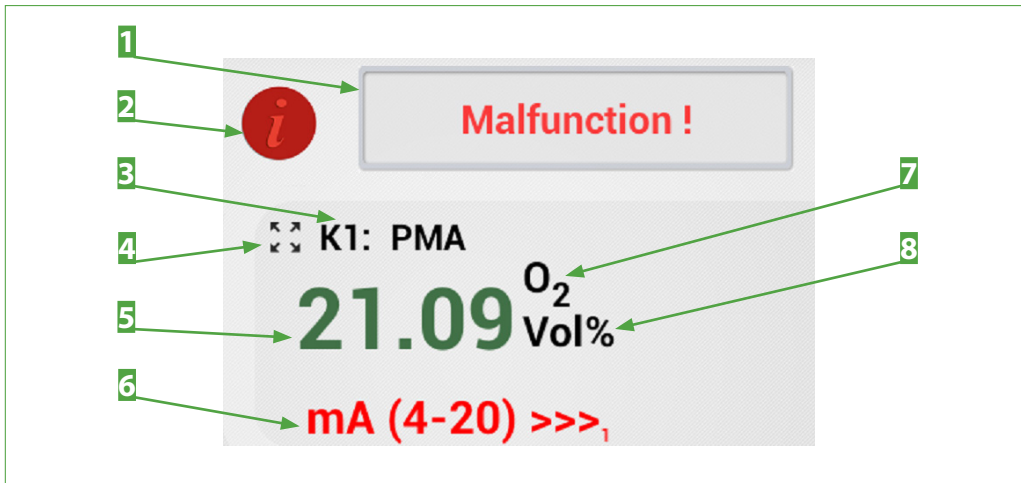 1
Malfunction !
2
i
3
7
4
K1: PMA
8
O₂
5
21.09
Vol%
6
mA (4-20) >>>₁